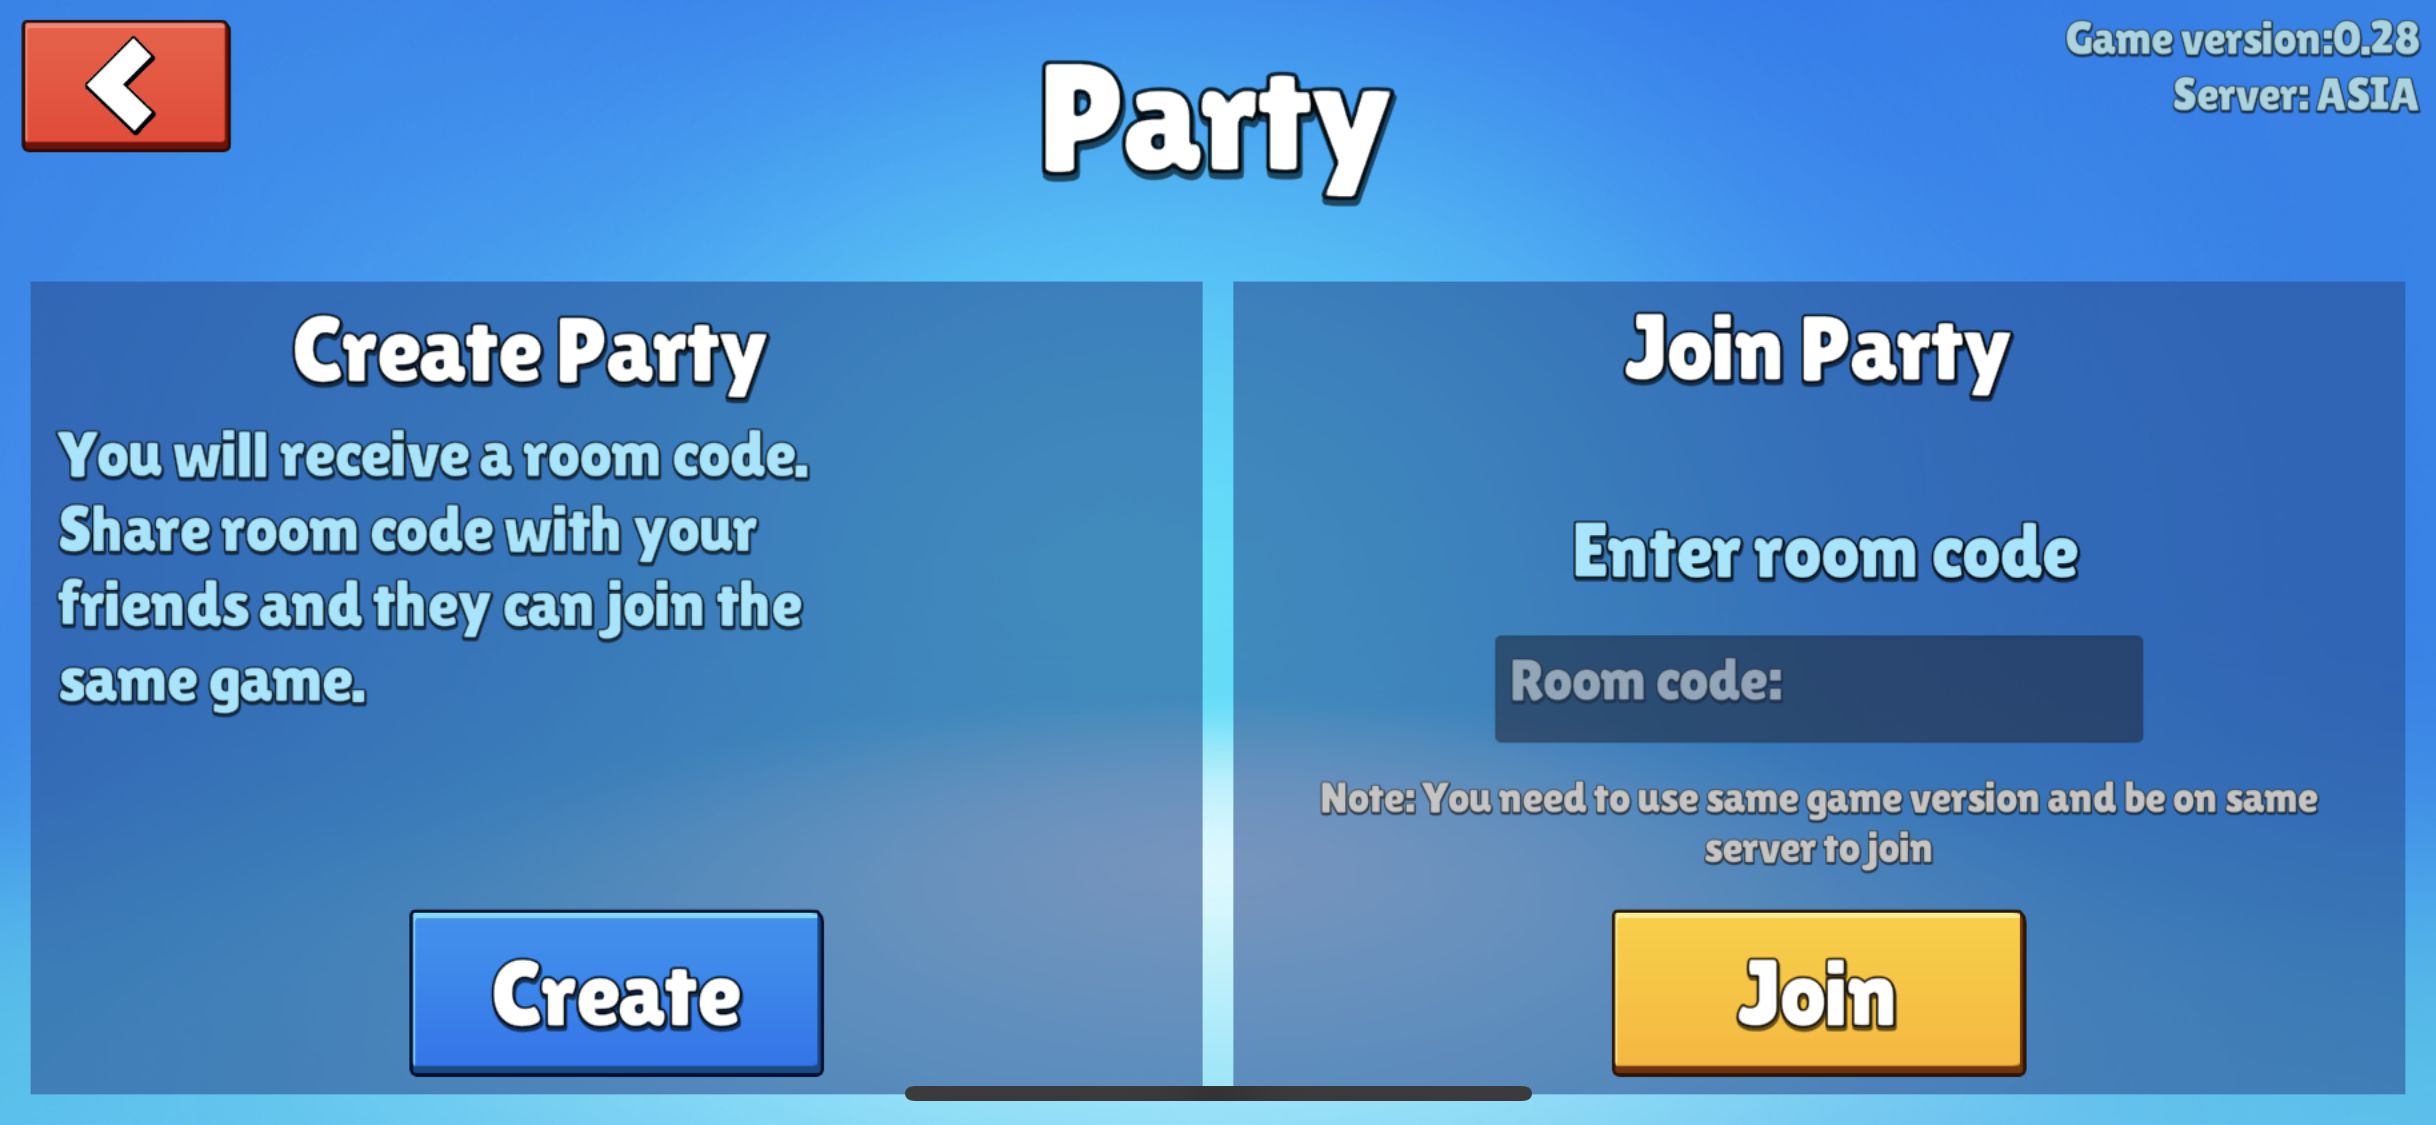 Game version:0.28
Server: ASIA
Party
Create Party
You will receive a room code.
Share room code with your
friends and they can join the
same game.
Create
Join Party
Enter room code
Room code:
Note: You need to use same game version and be on same
server to join
Join